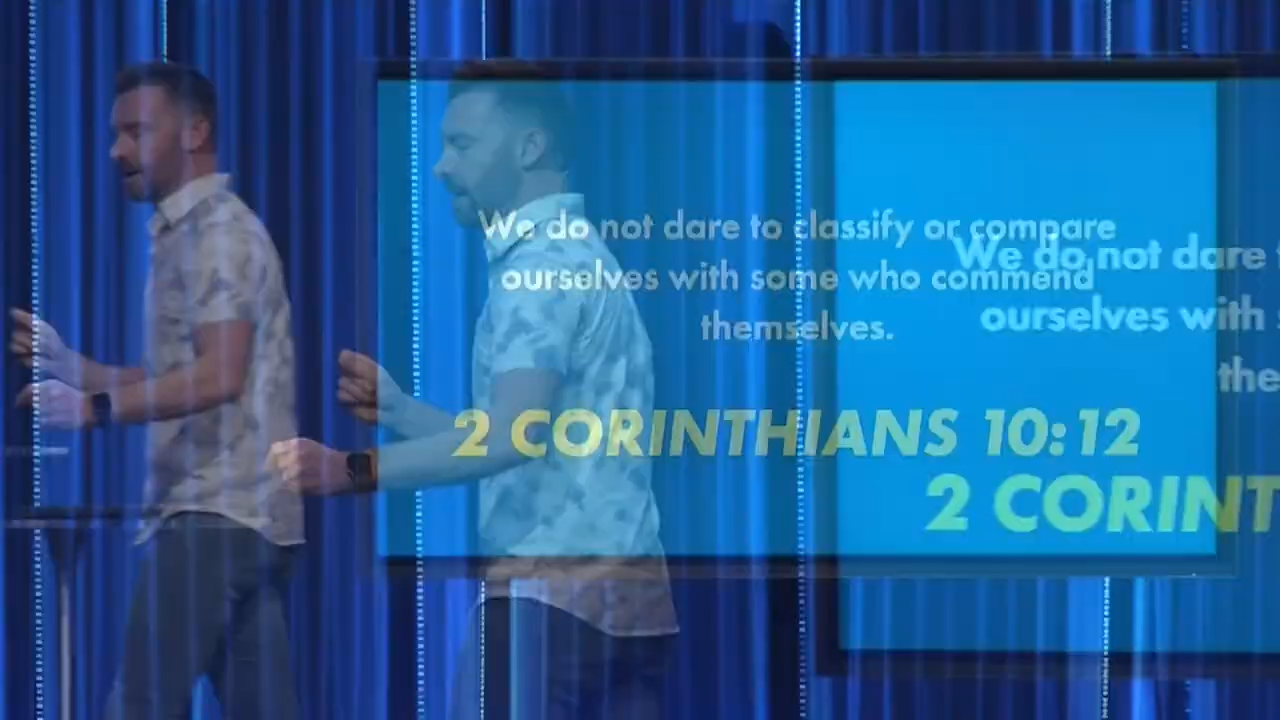 We do not dare to classify or compare
ourselves with some who commend
themselves.
2 CORINTHIANS 10:12
We do not dare
ourselves with
the
2 CORINT